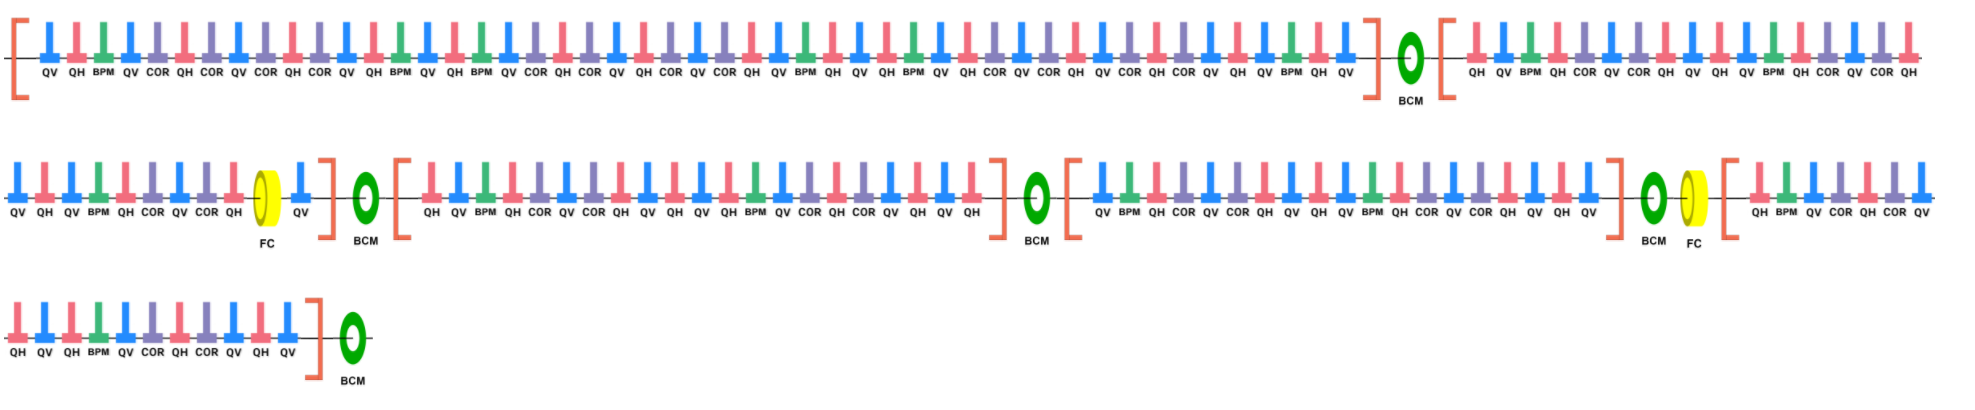 QV QH BPM QV COR QH COR QV COR QH COR QV QH BPM QV QH BPM QV COR QH COR QV QH COR QV COR QH QV BPM QH QV QH BPM QV QH COR QV COR QH QV COR QH COR QV QH QV BPM QH QV QH QV BPM QH COR QV COR QH QV QH QV BPM QH COR QV COR QH
BCM
QV QH QV BPM QH COR QV COR QH QV QH QV BPM QH COR QV COR QH QV QH QV QH BPM QV COR QH COR QV QH QV QH QV BPM QH COR QV COR QH QV QH QV BPM QH COR QV COR QH QV QH QV QH BPM QV COR QH COR QV
FC BCM BCM BCM FC
QH QV QH BPM QV COR QH COR QV QH QV
BCM